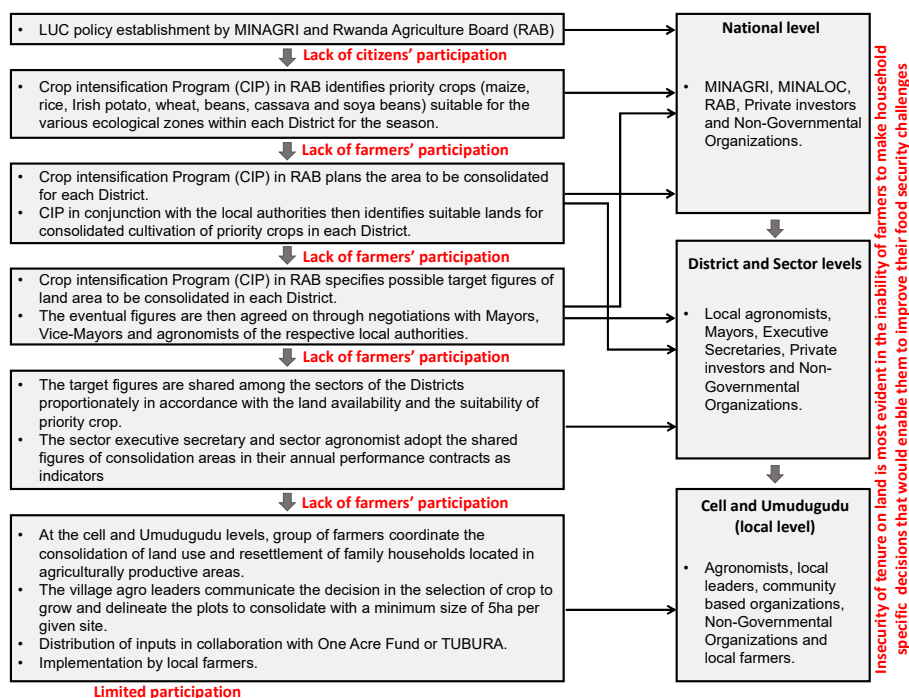 • LUC policy establishment by MINAGRI and Rwanda Agriculture Board (RAB)
Lack of citizens’ participation
• Crop intensification Program (CIP) in RAB identifies priority crops (maize,
rice, Irish potato, wheat, beans, cassava and soya beans) suitable for the
various ecological zones within each District for the season.
Lack of farmers’ participation
• Crop intensification Program (CIP) in RAB plans the area to be consolidated
for each District.
• CIP in conjunction with the local authorities then identifies suitable lands for
consolidated cultivation of priority crops in each District.
Lack of farmers’ participation
• Crop intensification Program (CIP) in RAB specifies possible target figures of
land area to be consolidated in each District.
• The eventual figures are then agreed on through negotiations with Mayors,
Vice-Mayors and agronomists of the respective local authorities.
Lack of farmers’ participation
• The target figures are shared among the sectors of the Districts
proportionately in accordance with the land availability and the suitability of
priority crop.
• The sector executive secretary and sector agronomist adopt the shared
figures of consolidation areas in their annual performance contracts as
indicators
Lack of farmers’ participation
• At the cell and Umudugudu levels, group of farmers coordinate the
consolidation of land use and resettlement of family households located in
agriculturally productive areas.
• The village agro leaders communicate the decision in the selection of crop to
grow and delineate the plots to consolidate with a minimum size of 5ha per
given site.
• Distribution of inputs in collaboration with One Acre Fund or TUBURA.
• Implementation by local farmers.
Limited participation
National level
• MINAGRI, MINALOC,
RAB, Private investors
and Non-Governmental
Organizations.
District and Sector levels
• Local agronomists,
Mayors, Executive
Secretaries, Private
investors and Non-
Governmental
Organizations.
Cell and Umudugudu
(local level)
• Agronomists, local
leaders, community
based organizations,
Non-Governmental
Organizations and
local farmers.
Insecurity of tenure on land is most evident in the inability of farmers to make household
specific decisions that would enable them to improve their food security challenges